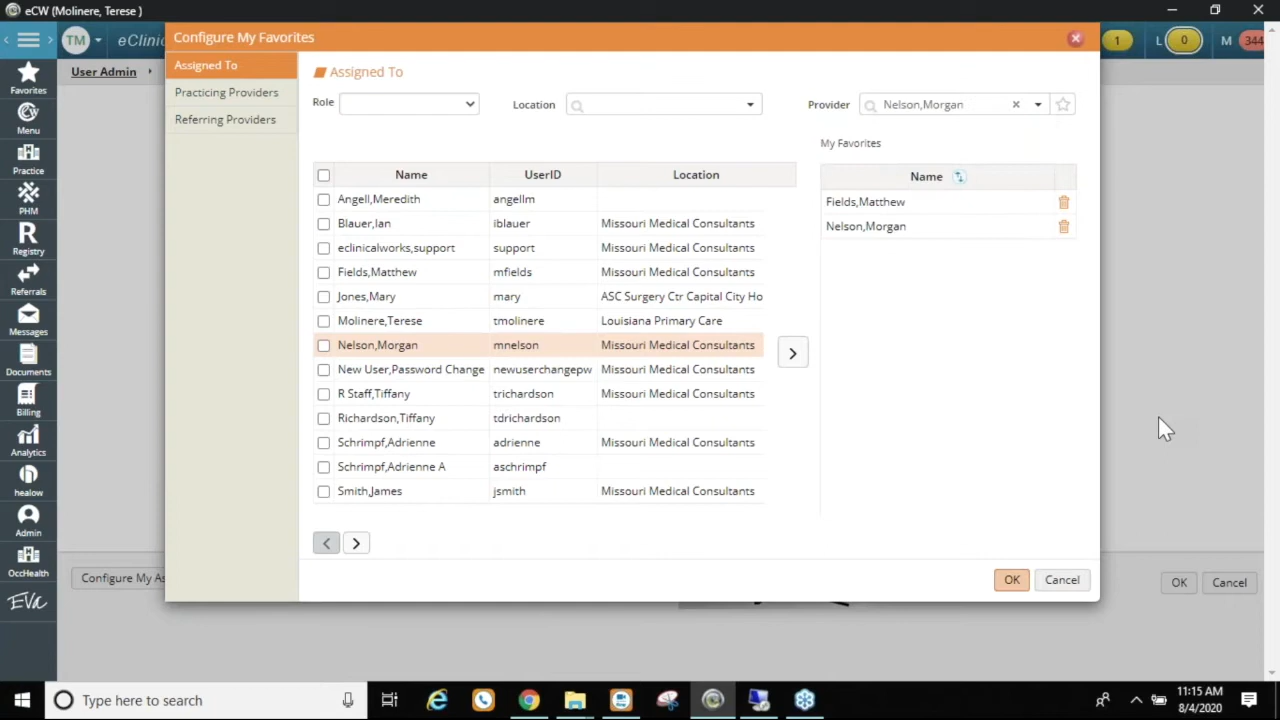 eCW (Molinere, Terese )
TM
eClinic
Configure My Favorites
1
L 0
M 344
Favorites
Menu
Practice
PHM
Registry
Referrals
Messages
Documents
Billing
Analytics
healow
Admin
OccHealth
EVa
User Admin
Assigned To
Practicing Providers
Referring Providers
Assigned To
Role
Location
Provider Nelson,Morgan
My Favorites
Name UserID Location
Angell,Meredith angellm
Blauer,Ian iblauer Missouri Medical Consultants
eclinicalworks,support support Missouri Medical Consultants
Fields,Matthew mfields Missouri Medical Consultants
Jones,Mary mary ASC Surgery Ctr Capital City Ho
Molinere,Terese tmolinere Louisiana Primary Care
Nelson,Morgan mnelson Missouri Medical Consultants
New User,Password Change newuserchangepw Missouri Medical Consultants
R Staff,Tiffany trichardson Missouri Medical Consultants
Richardson,Tiffany tdrichardson
Schrimpf,Adrienne adrienne Missouri Medical Consultants
Schrimpf,Adrienne A aschrimpf
Smith,James jsmith Missouri Medical Consultants
Name
Fields,Matthew
Nelson,Morgan
OK Cancel
Configure My As
OK Cancel
Type here to search
11:15 AM
8/4/2020